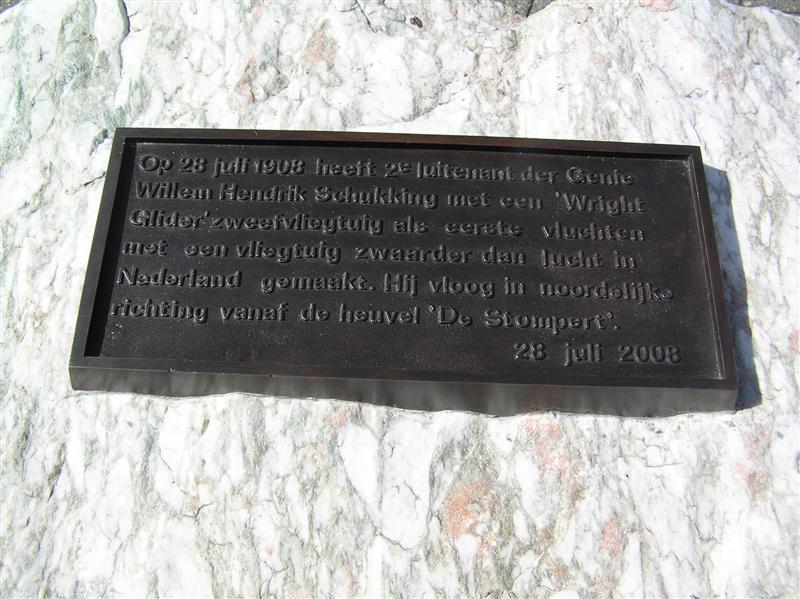 Op 28 juli 1908 heeft 2e luitenant der Genie
Willem Hendrik Schukking met een 'Wright
Glider' zweefvliegtuig als eerste vluchten
met een vliegtuig zwaarder dan lucht in
Nederland gemaakt. Hij vloog in noordelijke
richting vanaf de heuvel 'De Stompert'.
28 juli 2008